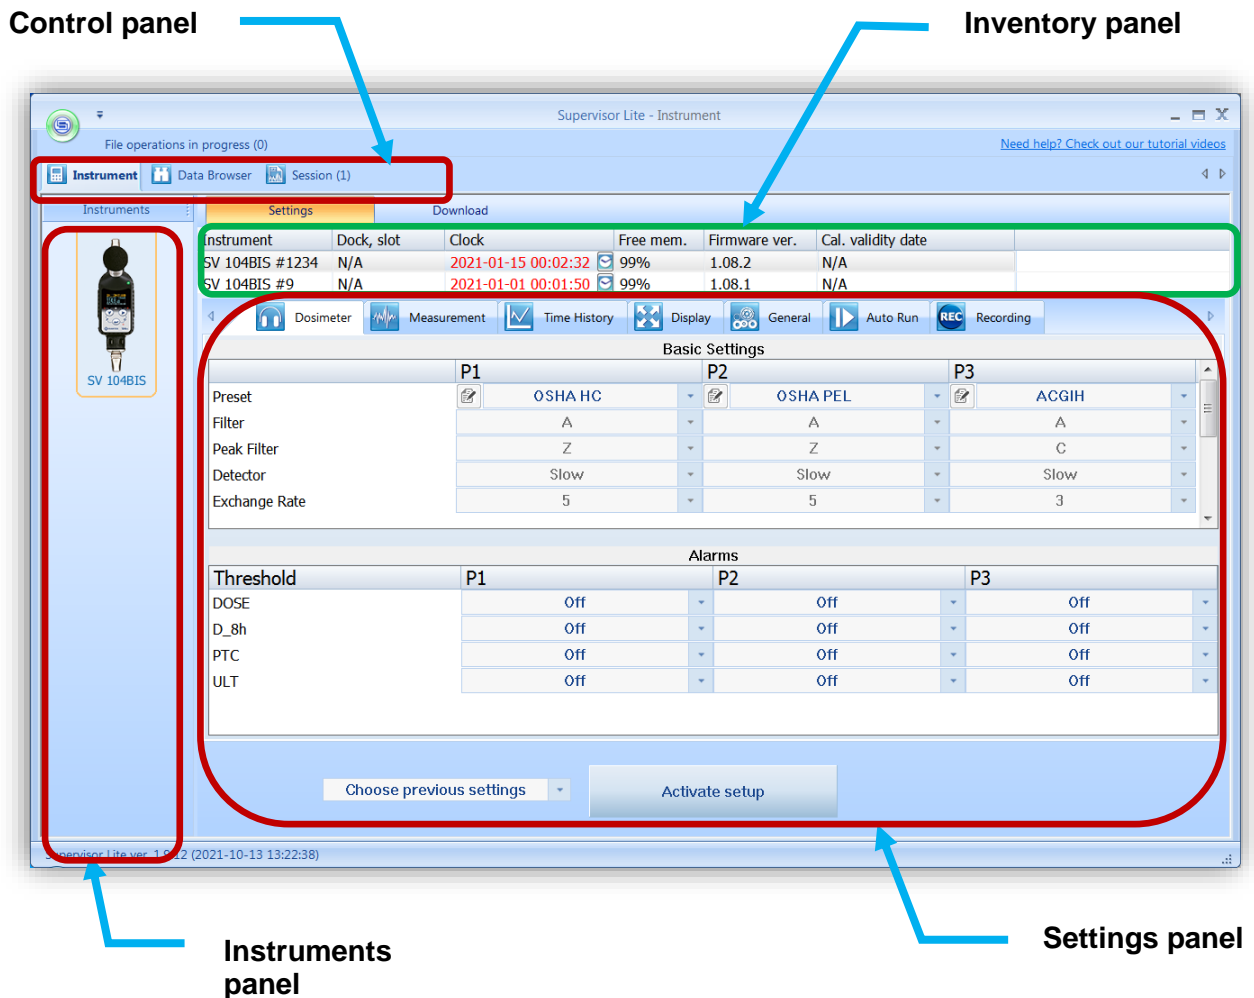 Control panel
Inventory panel
Supervisor Lite - Instrument
File operations in progress (0)
Need help? Check out our tutorial videos
Instrument Data Browser Session (1)
Instruments Settings Download
Instrument Dock, slot Clock Free mem. Firmware ver. Cal. validity date
SV 104BIS #1234 N/A 2021-01-15 00:02:32 99% 1.08.2 N/A
SV 104BIS #9 N/A 2021-01-01 00:01:50 99% 1.08.1 N/A
Dosimeter Measurement Time History Display General Auto Run REC Recording
SV 104BIS
Basic Settings
P1 P2 P3
Preset OSHA HC OSHA PEL ACGIH
Filter A A A
Peak Filter Z Z C
Detector Slow Slow Slow
Exchange Rate 5 5 3
Alarms
Threshold P1 P2 P3
DOSE Off Off Off
D_8h Off Off Off
PTC Off Off Off
ULT Off Off Off
Choose previous settings Activate setup
Supervisor Lite ver. (2021-10-13 13:22:38)
Settings panel
Instruments
panel